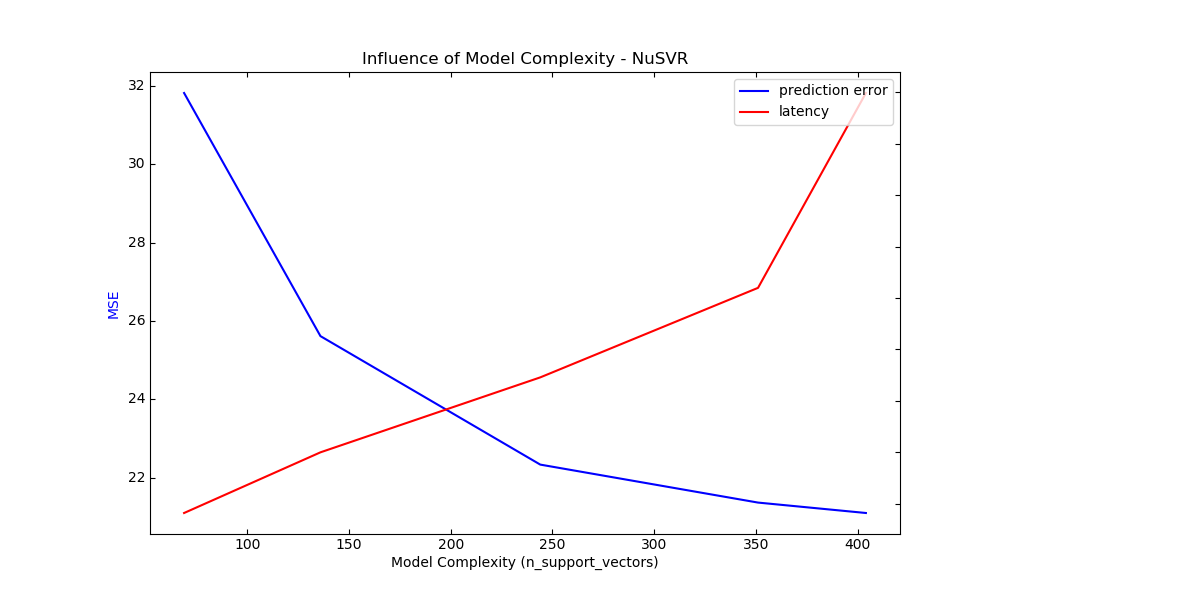 Influence of Model Complexity - NuSVR
prediction error
latency
32
30
28
26
24
22
MSE
100 150 200 250 300 350 400
Model Complexity (n_support_vectors)